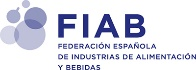 FIAB
FEDERACIÓN ESPAÑOLA
DE INDUSTRIAS DE ALIMENTACIÓN
Y BEBIDAS